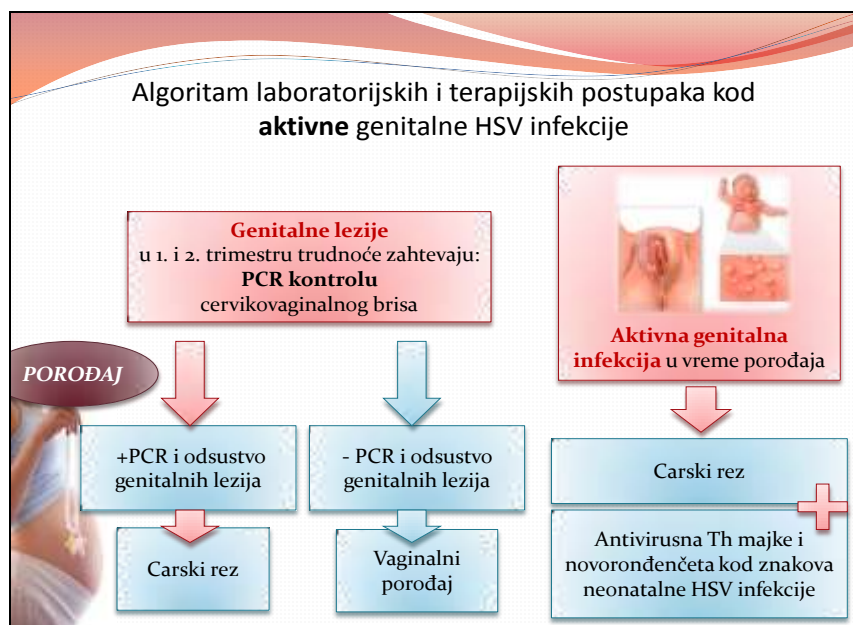 Algoritam laboratorijskih i terapijskih postupaka kod
aktivne genitalne HSV infekcije
Genitalne lezije
u 1. i 2. trimestru trudnoće zahtevaju:
PCR kontrolu
cervikovaginalnog brisa
Aktivna genitalna
infekcija u vreme porođaja
POROĐAJ
+PCR i odsustvo
genitalnih lezija
- PCR i odsustvo
genitalnih lezija
Carski rez
Carski rez
Vaginalni
porođaj
Antivirusna Th majke i
novoronđenčeta kod znakova
neonatalne HSV infekcije